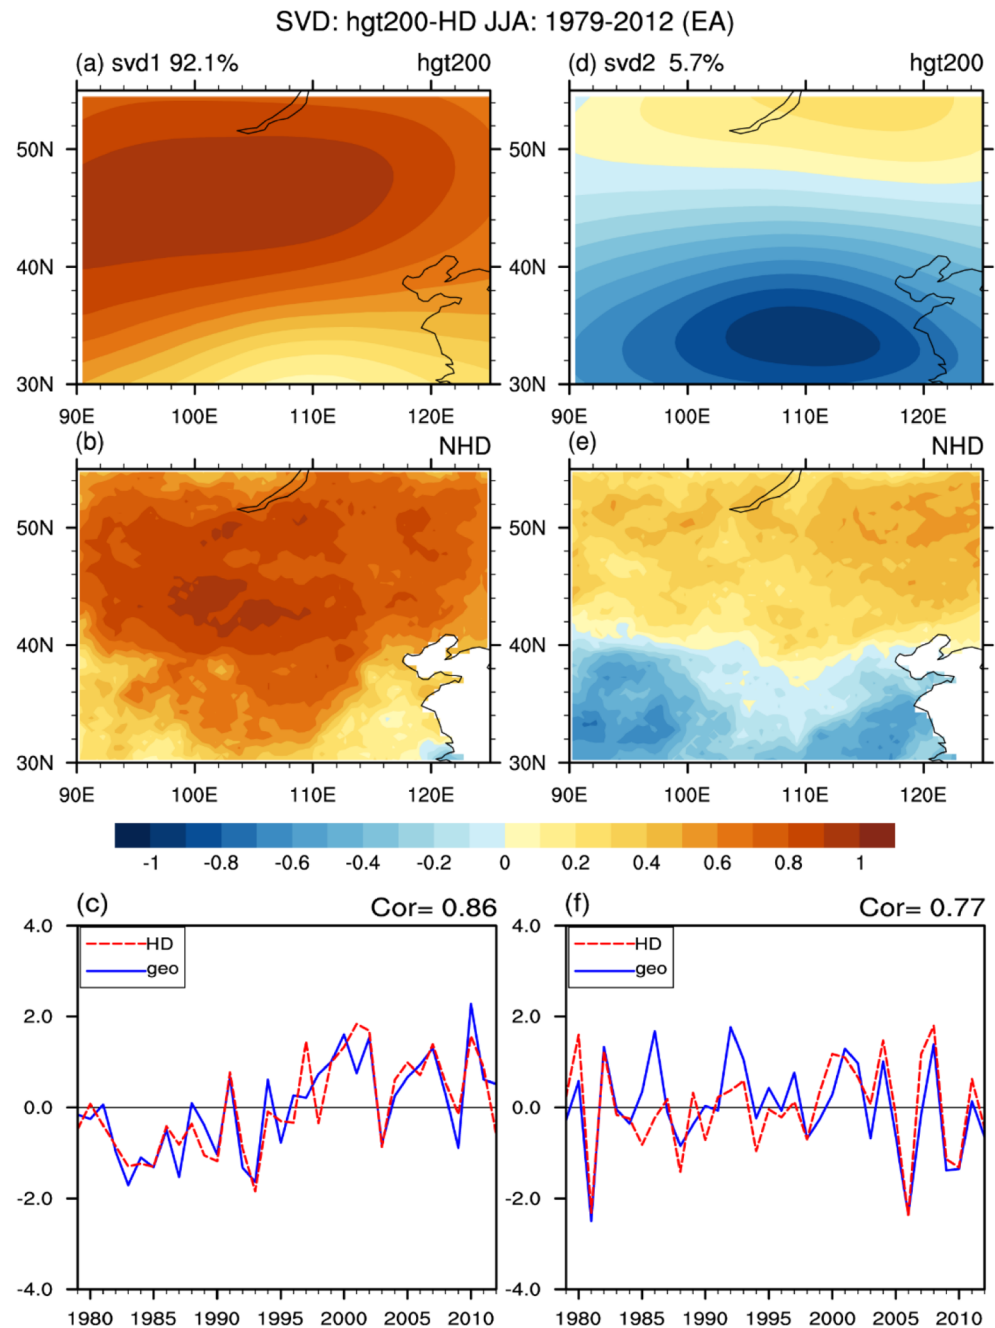 SVD: hgt200-HD JJA: 1979-2012 (EA)
(a) svd1 92.1% hgt200
50N
40N
30N
90E 100E 110E 120E
(d) svd2 5.7% hgt200
50N
40N
30N
90E 100E 110E 120E
(b) NHD
50N
40N
30N
90E 100E 110E 120E
(e) NHD
50N
40N
30N
90E 100E 110E 120E
-1 -0.8 -0.6 -0.4 -0.2 0 0.2 0.4 0.6 0.8 1
(c) Cor= 0.86
HD
geo
4.0
2.0
0.0
-2.0
-4.0
1980 1985 1990 1995 2000 2005 2010
(f) Cor= 0.77
HD
geo
4.0
2.0
0.0
-2.0
-4.0
1980 1985 1990 1995 2000 2005 2010